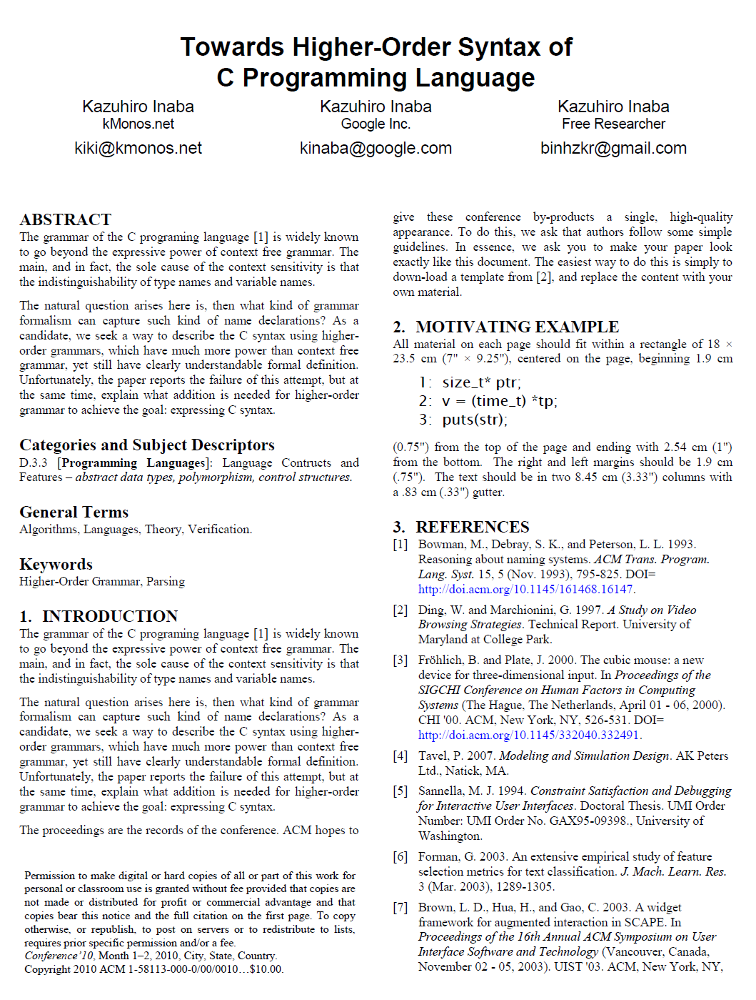 Towards Higher-Order Syntax of
C Programming Language
Kazuhiro Inaba
kMonos.net
kiki@kmonos.net
Kazuhiro Inaba
Google Inc.
kinaba@google.com
Kazuhiro Inaba
Free Researcher
binhzkr@gmail.com
ABSTRACT
The grammar of the C programing language [1] is widely known
to go beyond the expressive power of context free grammar. The
main, and in fact, the sole cause of the context sensitivity is that
the indistinguishability of type names and variable names.
The natural question arises here is, then what kind of grammar
formalism can capture such kind of name declarations? As a
candidate, we seek a way to describe the C syntax using higher-
order grammars, which have much more power than context free
grammar, yet still have clearly understandable formal definition.
Unfortunately, the paper reports the failure of this attempt, but at
the same time, explain what addition is needed for higher-order
grammar to achieve the goal: expressing C syntax.
Categories and Subject Descriptors
D.3.3 [Programming Languages]: Language Contructs and
Features – abstract data types, polymorphism, control structures.
General Terms
Algorithms, Languages, Theory, Verification.
Keywords
Higher-Order Grammar, Parsing
1. INTRODUCTION
The grammar of the C programing language [1] is widely known
to go beyond the expressive power of context free grammar. The
main, and in fact, the sole cause of the context sensitivity is that
the indistinguishability of type names and variable names.
The natural question arises here is, then what kind of grammar
formalism can capture such kind of name declarations? As a
candidate, we seek a way to describe the C syntax using higher-
order grammars, which have much more power than context free
grammar, yet still have clearly understandable formal definition.
Unfortunately, the paper reports the failure of this attempt, but at
the same time, explain what addition is needed for higher-order
grammar to achieve the goal: expressing C syntax.
The proceedings are the records of the conference. ACM hopes to
Permission to make digital or hard copies of all or part of this work for
personal or classroom use is granted without fee provided that copies are
not made or distributed for profit or commercial advantage and that
copies bear this notice and the full citation on the first page. To copy
otherwise, or republish, to post on servers or to redistribute to lists,
requires prior specific permission and/or a fee.
Conference'10, Month 1–2, 2010, City, State, Country.
Copyright 2010 ACM 1-58113-000-0/00/0010…$10.00.
give these conference by-products a single, high-quality
appearance. To do this, we ask that authors follow some simple
guidelines. In essence, we ask you to make your paper look
exactly like this document. The easiest way to do this is simply to
down-load a template from [2], and replace the content with your
own material.
2. MOTIVATING EXAMPLE
All material on each page should fit within a rectangle of 18 ×
23.5 cm (7" × 9.25"), centered on the page, beginning 1.9 cm
1: size_t* ptr;
2: v = (time_t) *tp;
3: puts(str);
(0.75") from the top of the page and ending with 2.54 cm (1")
from the bottom. The right and left margins should be 1.9 cm
(.75"). The text should be in two 8.45 cm (3.33") columns with
a .83 cm (.33") gutter.
3. REFERENCES
[1] Bowman, M., Debray, S. K., and Peterson, L. L. 1993.
Reasoning about naming systems. ACM Trans. Program.
Lang. Syst. 15, 5 (Nov. 1993), 795-825. DOI=
http://doi.acm.org/10.1145/161468.16147.
[2] Ding, W. and Marchionini, G. 1997. A Study on Video
Browsing Strategies. Technical Report. University of
Maryland at College Park.
[3] Fröhlich, B. and Plate, J. 2000. The cubic mouse: a new
device for three-dimensional input. In Proceedings of the
SIGCHI Conference on Human Factors in Computing
Systems (The Hague, The Netherlands, April 01 - 06, 2000).
CHI '00. ACM, New York, NY, 526-531. DOI=
http://doi.acm.org/10.1145/332040.332491.
[4] Tavel, P. 2007. Modeling and Simulation Design. AK Peters
Ltd., Natick, MA.
[5] Sannella, M. J. 1994. Constraint Satisfaction and Debugging
for Interactive User Interfaces. Doctoral Thesis. UMI Order
Number: UMI Order No. GAX95-09398., University of
Washington.
[6] Forman, G. 2003. An extensive empirical study of feature
selection metrics for text classification. J. Mach. Learn. Res.
3 (Mar. 2003), 1289-1305.
[7] Brown, L. D., Hua, H., and Gao, C. 2003. A widget
framework for augmented interaction in SCAPE. In
Proceedings of the 16th Annual ACM Symposium on User
Interface Software and Technology (Vancouver, Canada,
November 02 - 05, 2003). UIST '03. ACM, New York, NY,